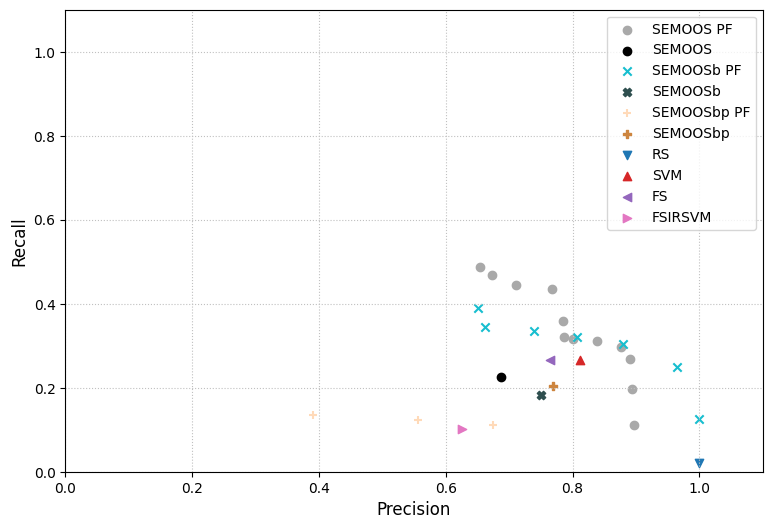 SEMOOS PF
SEMOOS
SEMOOSb PF
SEMOOSb
SEMOOSbp PF
SEMOOSbp
RS
SVM
FS
FSIRSVM
1.0
0.8
0.6
0.4
0.2
0.0
Recall
0.0 0.2 0.4 0.6 0.8 1.0
Precision